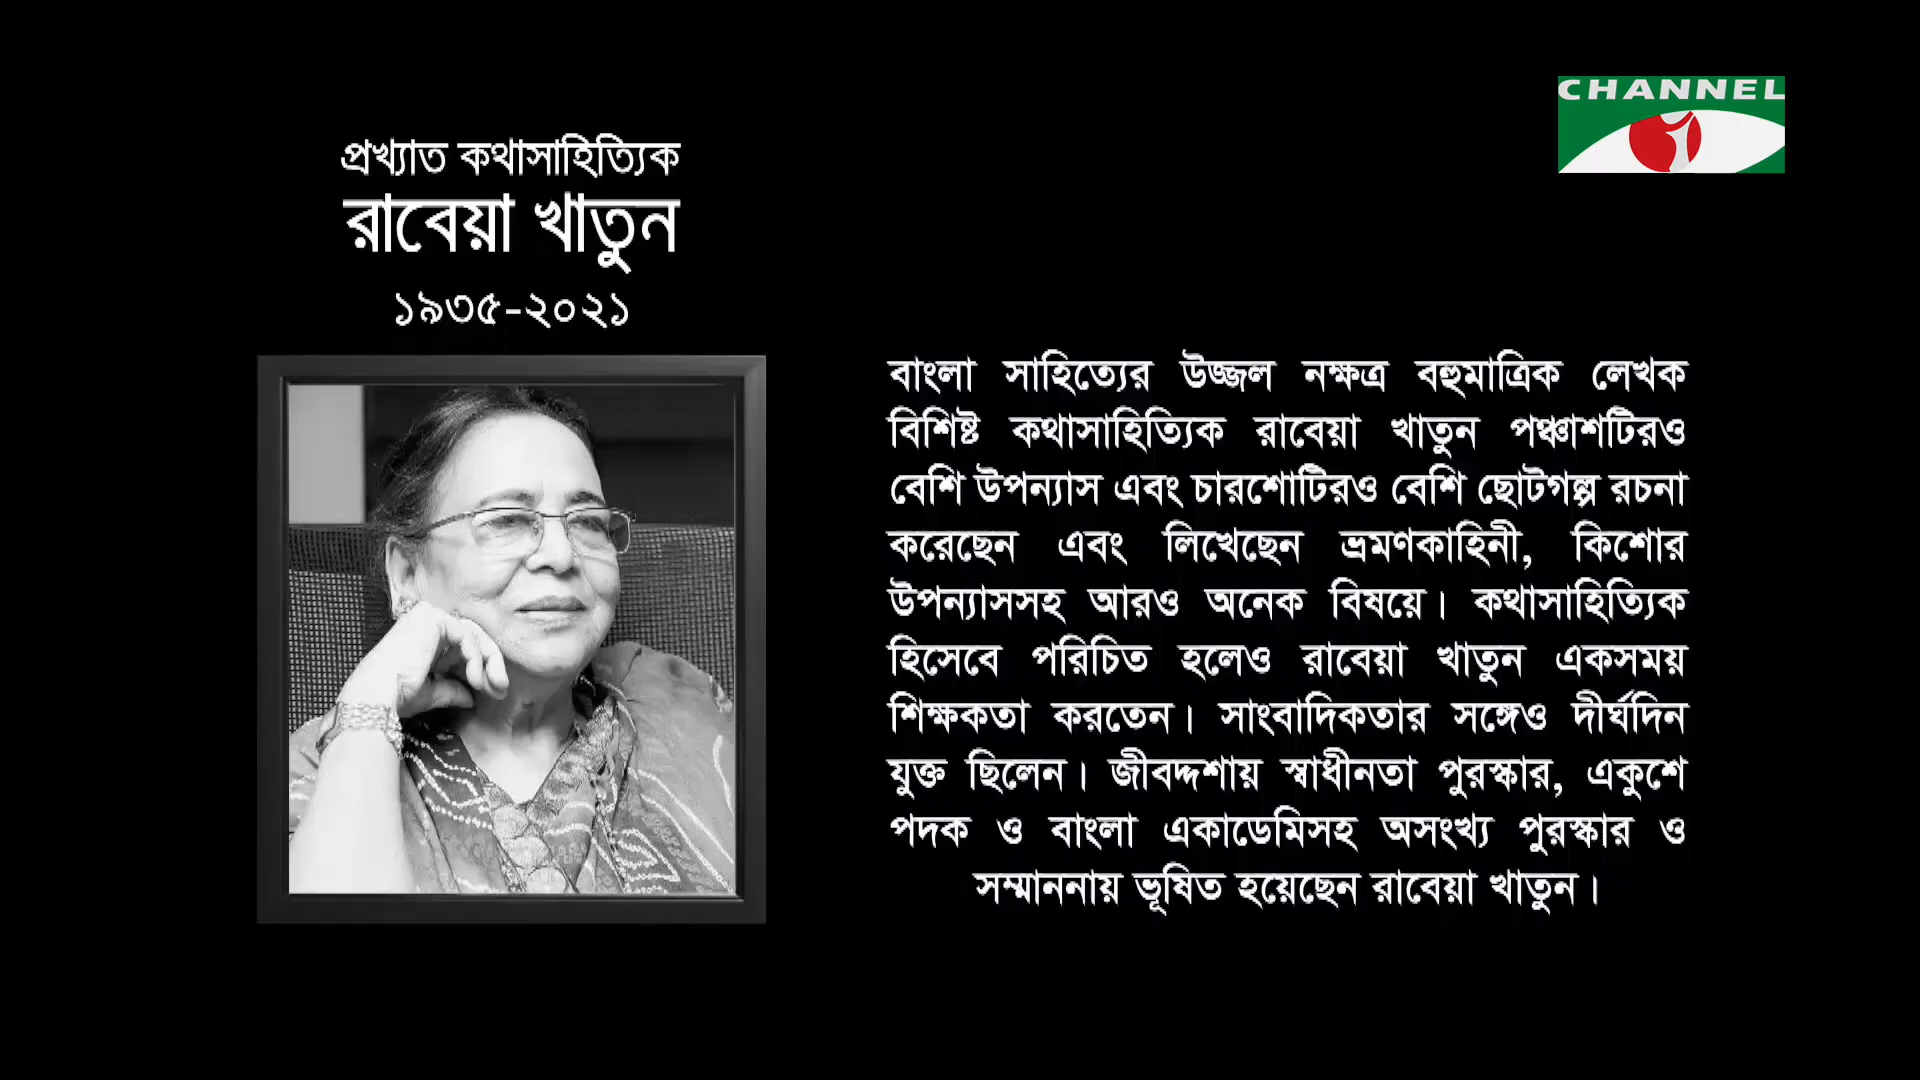 CHANNEL
i
প্রখ্যাত কথাসাহিত্যিক
রাবেয়া খাতুন
১৯৩৫-২০২১
বাংলা সাহিত্যের উজ্জল নক্ষত্র বহুমাত্রিক লেখক
বিশিষ্ট কথাসাহিত্যিক রাবেয়া খাতুন পঞ্চাশটিরও
বেশি উপন্যাস এবং চারশোটিরও বেশি ছোটগল্প রচনা
করেছেন এবং লিখেছেন ভ্রমণকাহিনী, কিশোর
উপন্যাসসহ আরও অনেক বিষয়ে। কথাসাহিত্যিক
হিসেবে পরিচিত হলেও রাবেয়া খাতুন একসময়
শিক্ষকতা করতেন। সাংবাদিকতার সঙ্গেও দীর্ঘদিন
যুক্ত ছিলেন। জীবদ্দশায় স্বাধীনতা পুরস্কার, একুশে
পদক ও বাংলা একাডেমিসহ অসংখ্য পুরস্কার ও
সম্মাননায় ভূষিত হয়েছেন রাবেয়া খাতুন।